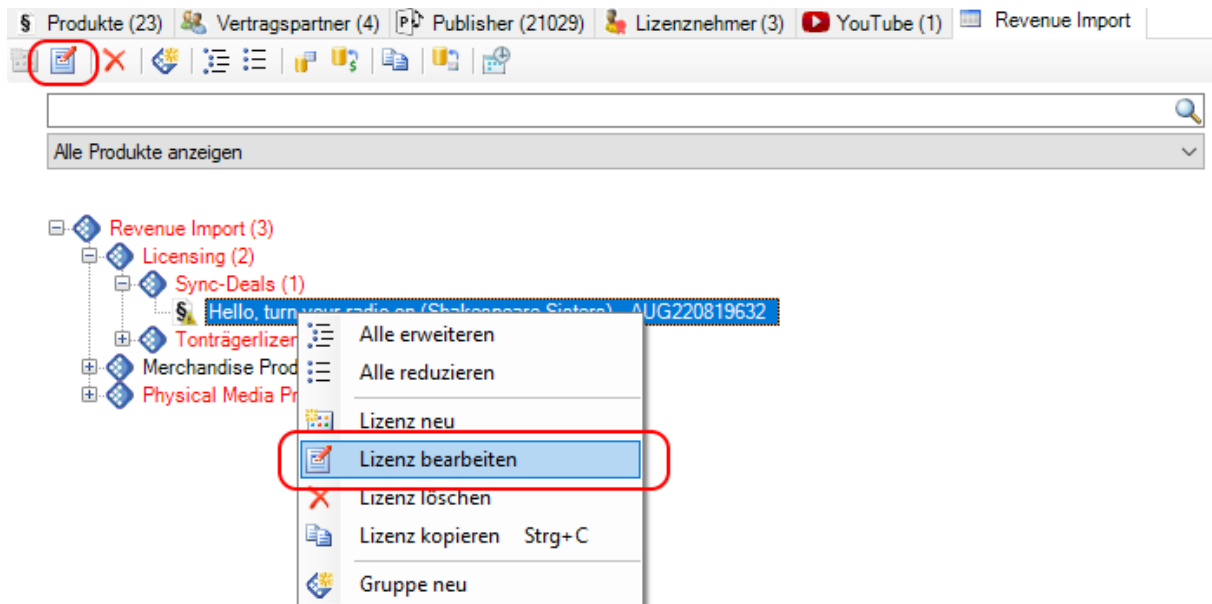 § Produkte (23) Vertragspartner (4) P Publisher (21029) Lizenznehmer (3) YouTube (1) Revenue Import
Alle Produkte anzeigen
Revenue Import (3)
Licensing (2)
Sync-Deals (1)
§ Hello, turn your radio on (Shakespeare Sisters) - AUG220819632
Tonträgerlizen
Merchandise Prod
Physical Media Pr
Alle erweiteren
Alle reduzieren
Lizenz neu
Lizenz bearbeiten
Lizenz löschen
Lizenz kopieren Strg+C
Gruppe neu